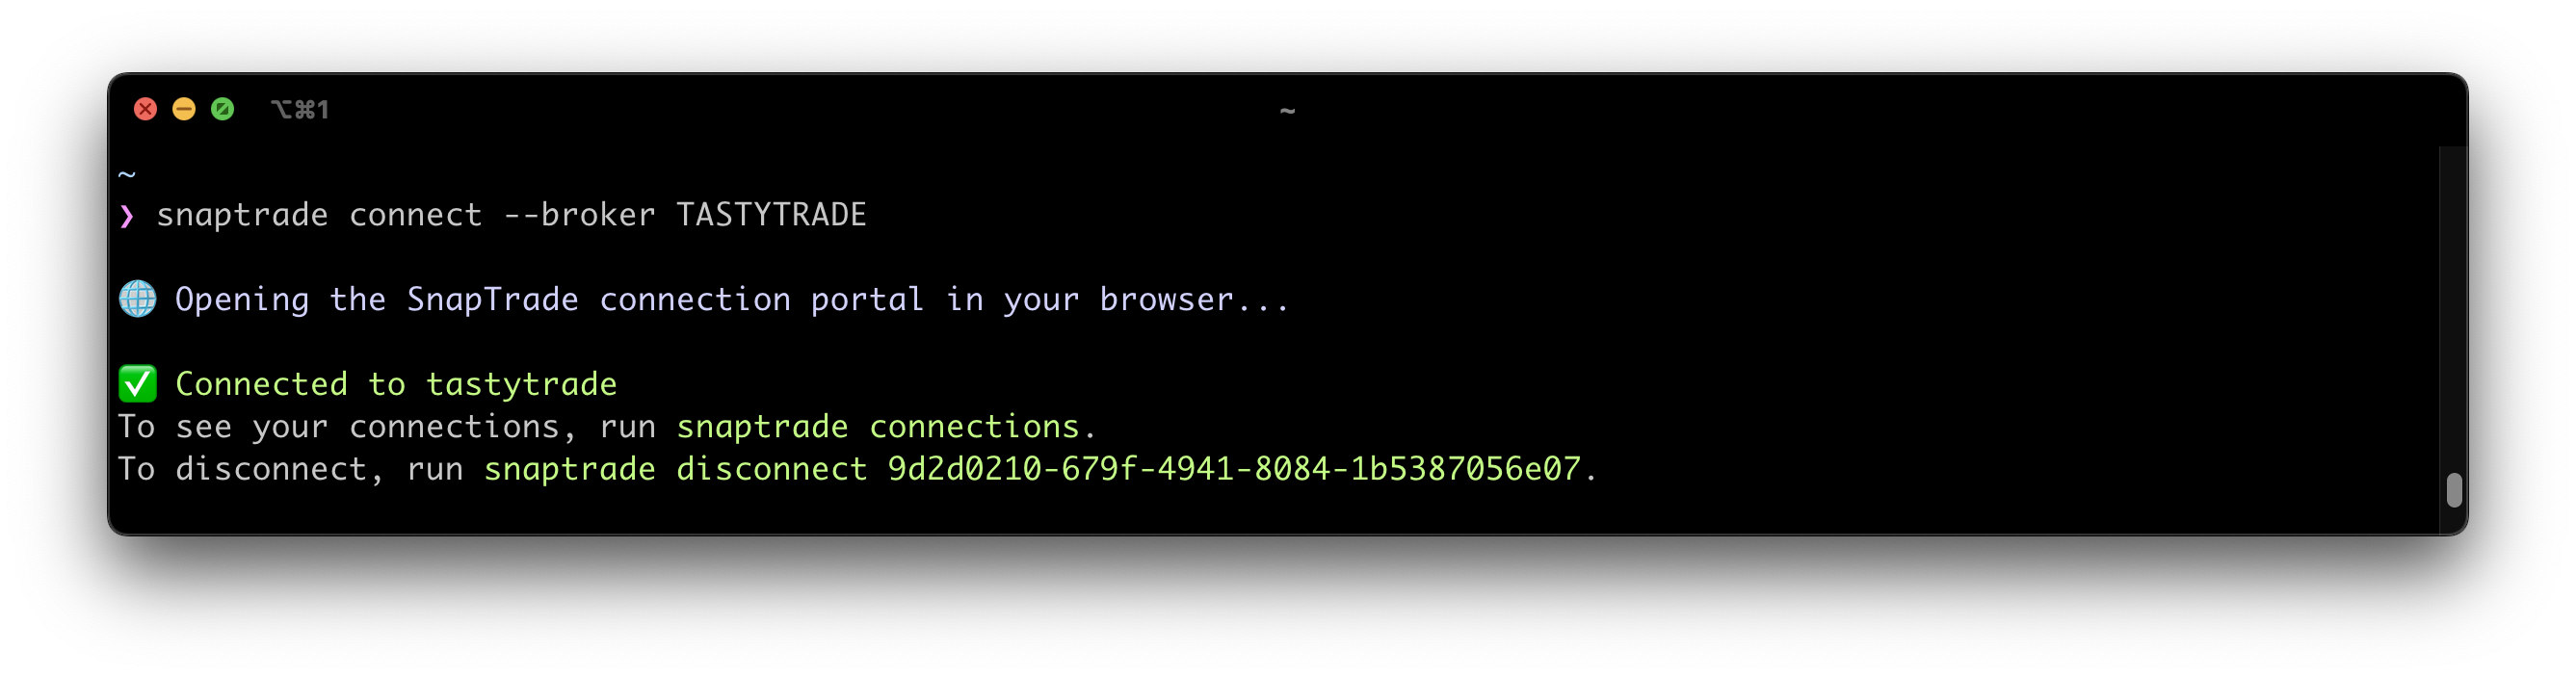 ⌥⌘1
~
~
❯ snaptrade connect --broker TASTYTRADE
🌐 Opening the SnapTrade connection portal in your browser...
✅ Connected to tastytrade
To see your connections, run snaptrade connections.
To disconnect, run snaptrade disconnect 9d2d0210-679f-4941-8084-1b5387056e07.